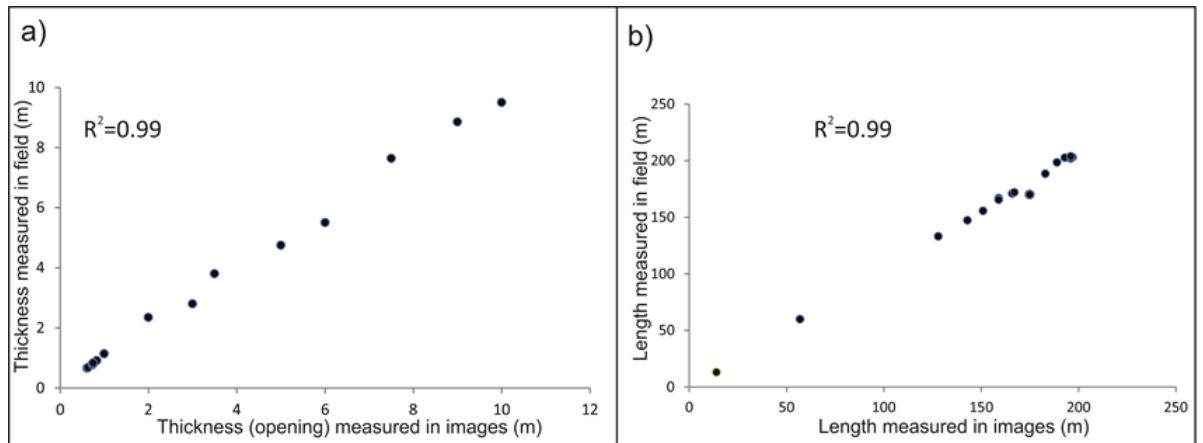 a)
R²=0.99
Thickness measured in field (m)
10
8
6
4
2
0
0 2 4 6 8 10 12
Thickness (opening) measured in images (m)
b)
R²=0.99
Length measured in field (m)
250
200
150
100
50
0
0 50 100 150 200 250
Length measured in images (m)